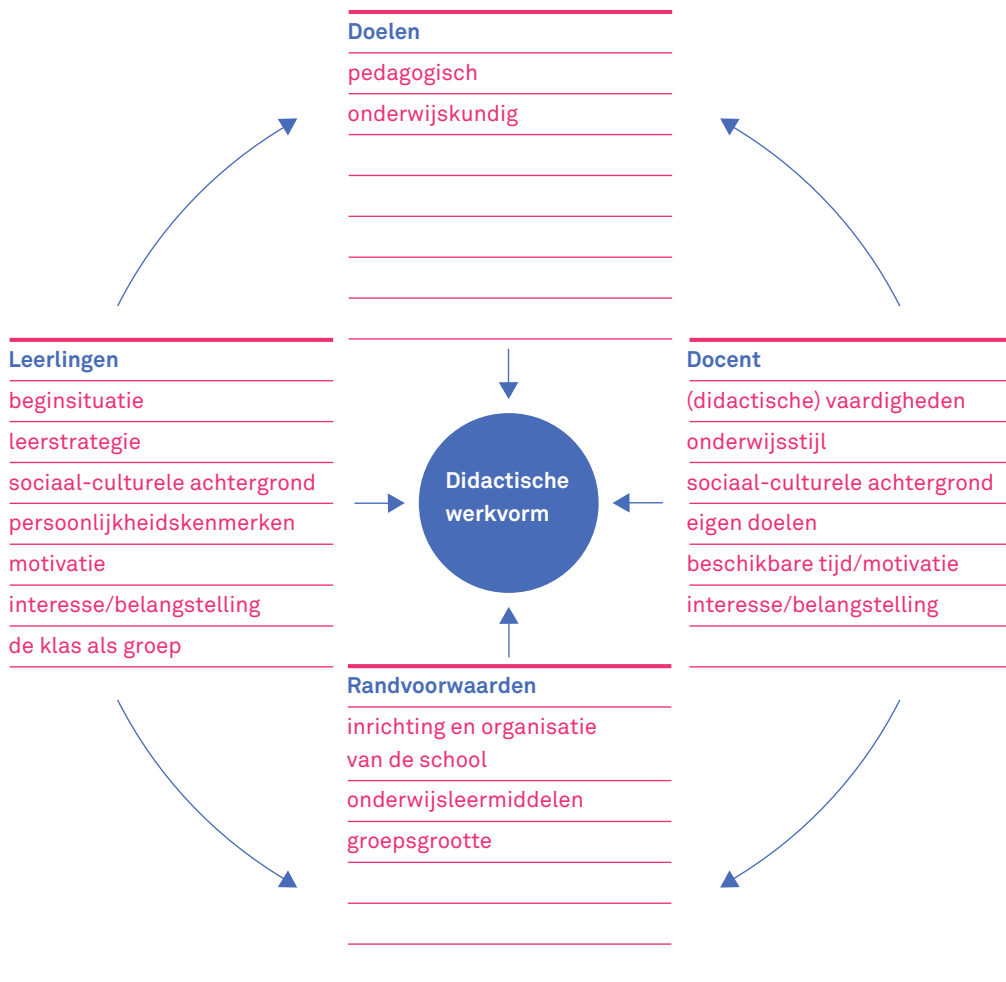 Doelen
pedagogisch
onderwijskundig
Leerlingen
beginsituatie
leerstrategie
sociaal-culturele achtergrond
persoonlijkheidskenmerken
motivatie
interesse/belangstelling
de klas als groep
Didactische
werkvorm
Docent
(didactische) vaardigheden
onderwijsstijl
sociaal-culturele achtergrond
eigen doelen
beschikbare tijd/motivatie
interesse/belangstelling
Randvoorwaarden
inrichting en organisatie
van de school
onderwijsleermiddelen
groepsgrootte